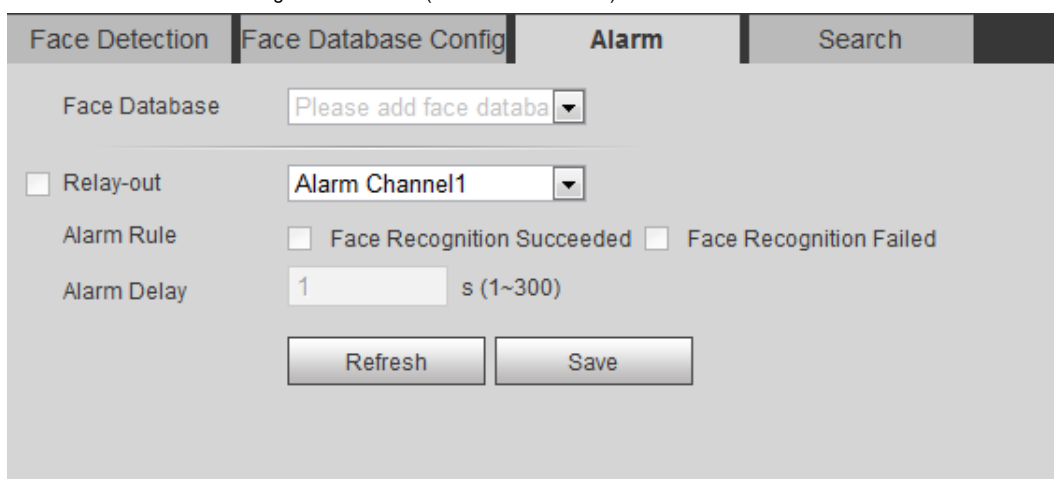 Face Detection Face Database Config Alarm Search
Face Database Please add face databa
Relay-out Alarm Channel1
Alarm Rule Face Recognition Succeeded Face Recognition Failed
Alarm Delay 1 s (1~300)
Refresh Save